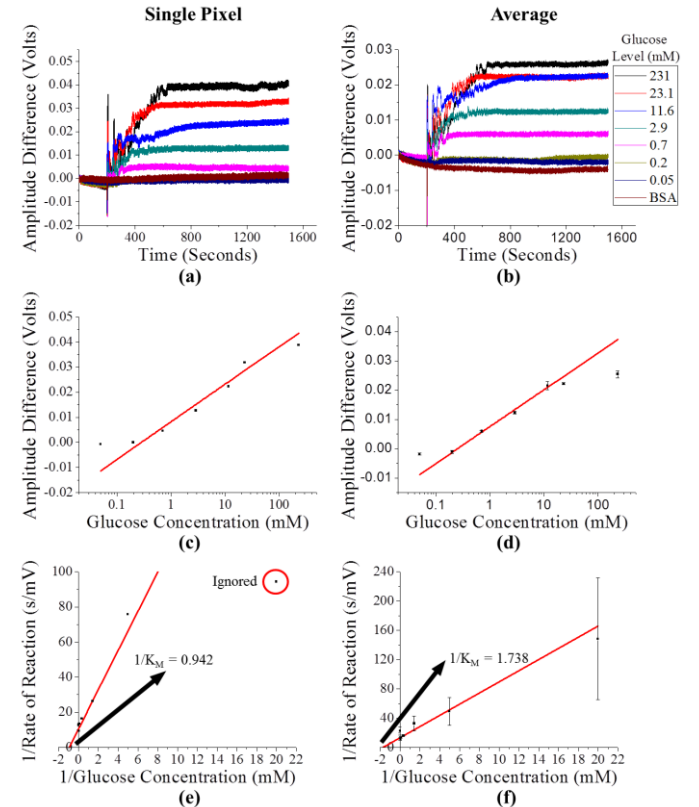 Single Pixel
Average
Amplitude Difference (Volts)
0.05
0.04
0.03
0.02
0.01
0.00
-0.01
-0.02
0 400 800 1200 1600
Time (Seconds)
(a)
Amplitude Difference (Volts)
0.03
0.02
0.01
0.00
-0.01
-0.02
0 400 800 1200 1600
Time (Seconds)
(b)
Glucose
Level (mM)
231
23.1
11.6
2.9
0.7
0.2
0.05
BSA
Amplitude Difference (Volts)
0.05
0.04
0.03
0.02
0.01
0.00
-0.01
-0.02
0.1 1 10 100
Glucose Concentration (mM)
(c)
Amplitude Difference (Volts)
0.04
0.03
0.02
0.01
0.00
-0.01
0.1 1 10 100
Glucose Concentration (mM)
(d)
1/Rate of Reaction (s/mV)
100
80
60
40
20
0
Ignored
1/KM = 0.942
-2 0 2 4 6 8 10 12 14 16 18 20 22
1/Glucose Concentration (mM)
(e)
1/Rate of Reaction (s/mV)
240
200
160
120
80
40
0
1/KM = 1.738
-2 0 2 4 6 8 10 12 14 16 18 20 22
1/Glucose Concentration (mM)
(f)